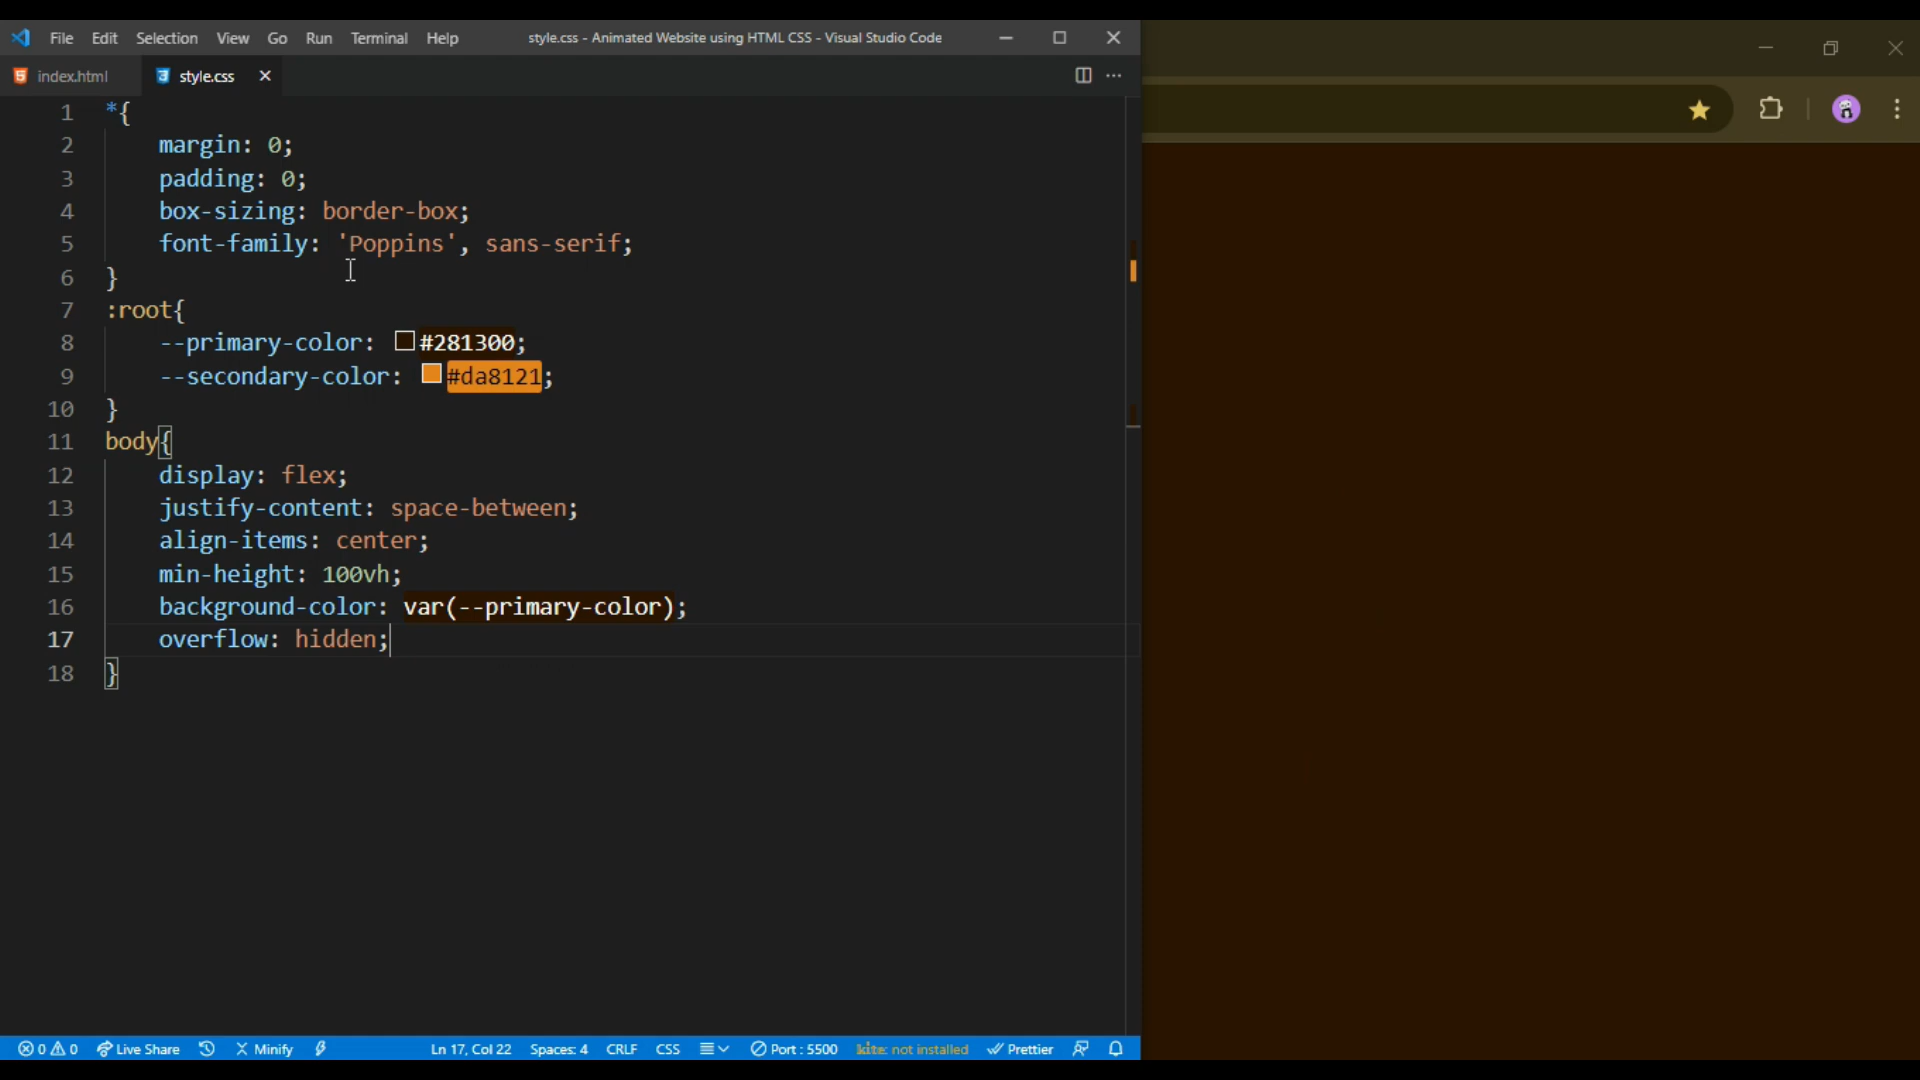 File Edit Selection View Go Run Terminal Help style.css - Animated Website using HTML CSS - Visual Studio Code
index.html style.css
1 *{
2 margin: 0;
3 padding: 0;
4 box-sizing: border-box;
5 font-family: 'Poppins', sans-serif;
6 }
7 :root{
8 --primary-color: #281300;
9 --secondary-color: #da8121;
10 }
11 body{
12 display: flex;
13 justify-content: space-between;
14 align-items: center;
15 min-height: 100vh;
16 background-color: var(--primary-color);
17 overflow: hidden;
18 }
0 0 Live Share Minify Ln 17, Col 22 Spaces: 4 CRLF CSS Port : 5500 kite: not installed Prettier